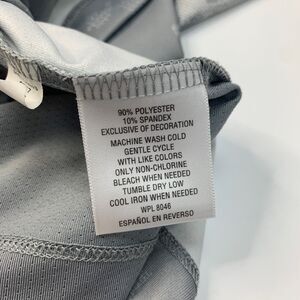 90% POLYESTER
10% SPANDEX
EXCLUSIVE OF DECORATION
MACHINE WASH COLD
GENTLE CYCLE
WITH LIKE COLORS
ONLY NON-CHLORINE
BLEACH WHEN NEEDED
TUMBLE DRY LOW
COOL IRON WHEN NEEDED
WPL 8046
ESPAÑOL EN REVERSO